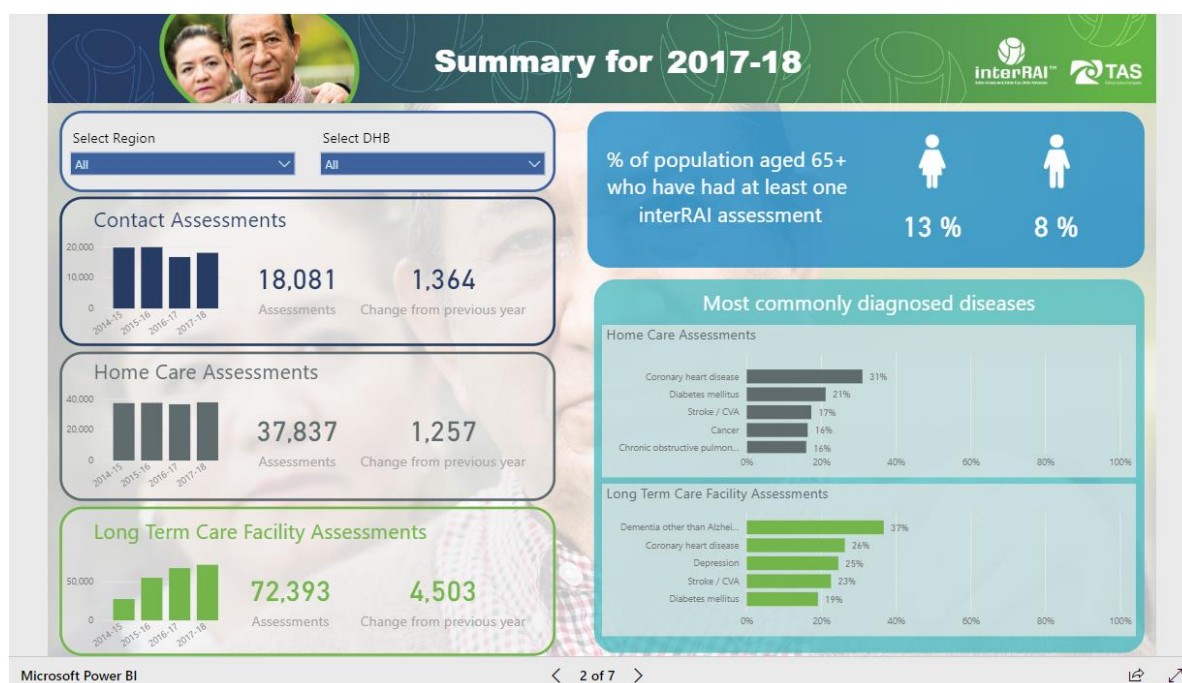 Summary for 2017-18
interRAI™
TAS
Select Region
Select DHB
All
All
Contact Assessments
20,000
10,000
0
2014-15
2015-16
2016-17
2017-18
18,081
Assessments
1,364
Change from previous year
Home Care Assessments
40,000
20,000
0
2014-15
2015-16
2016-17
2017-18
37,837
Assessments
1,257
Change from previous year
Long Term Care Facility Assessments
50,000
0
2014-15
2015-16
2016-17
2017-18
72,393
Assessments
4,503
Change from previous year
% of population aged 65+
who have had at least one
interRAI assessment
13 %
8 %
Most commonly diagnosed diseases
Home Care Assessments
Coronary heart disease 31%
Diabetes mellitus 21%
Stroke / CVA 17%
Cancer 16%
Chronic obstructive pulmon... 16%
0% 20% 40% 60% 80% 100%
Long Term Care Facility Assessments
Dementia other than Alzhei... 37%
Coronary heart disease 26%
Depression 25%
Stroke / CVA 23%
Diabetes mellitus 19%
0% 20% 40% 60% 80% 100%
Microsoft Power BI
2 of 7